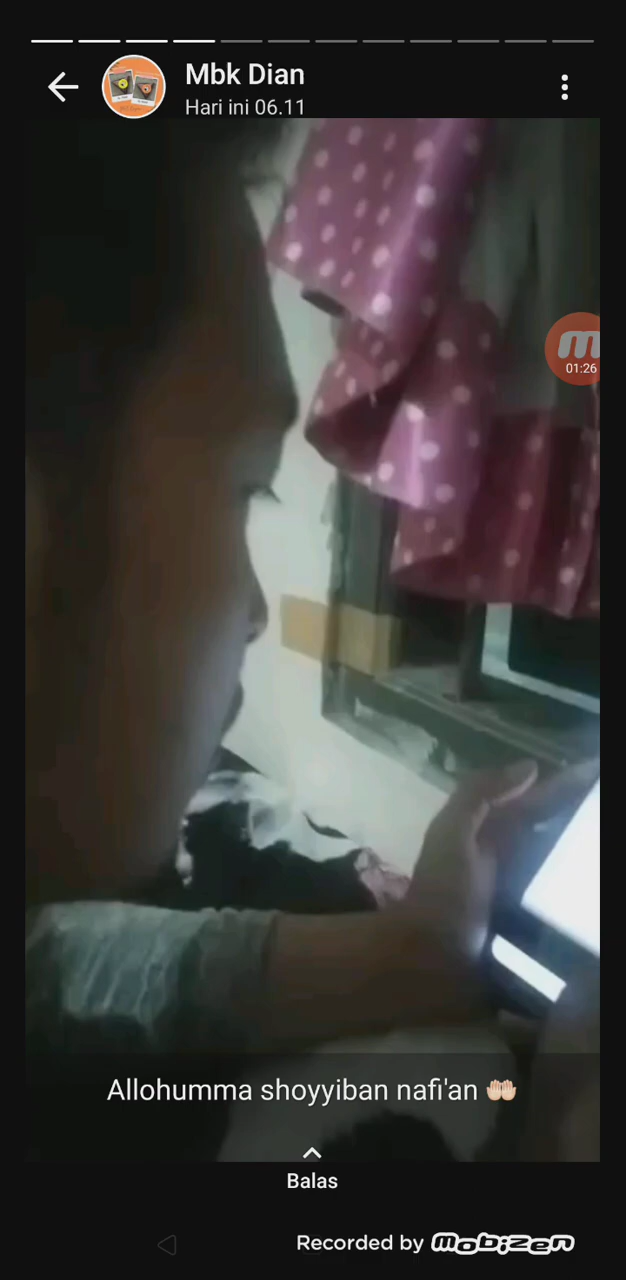 Mbk Dian
Hari ini 06.11
01:26
Allohumma shoyyiban nafi'an 🤲🏻
Balas
Recorded by mobizen